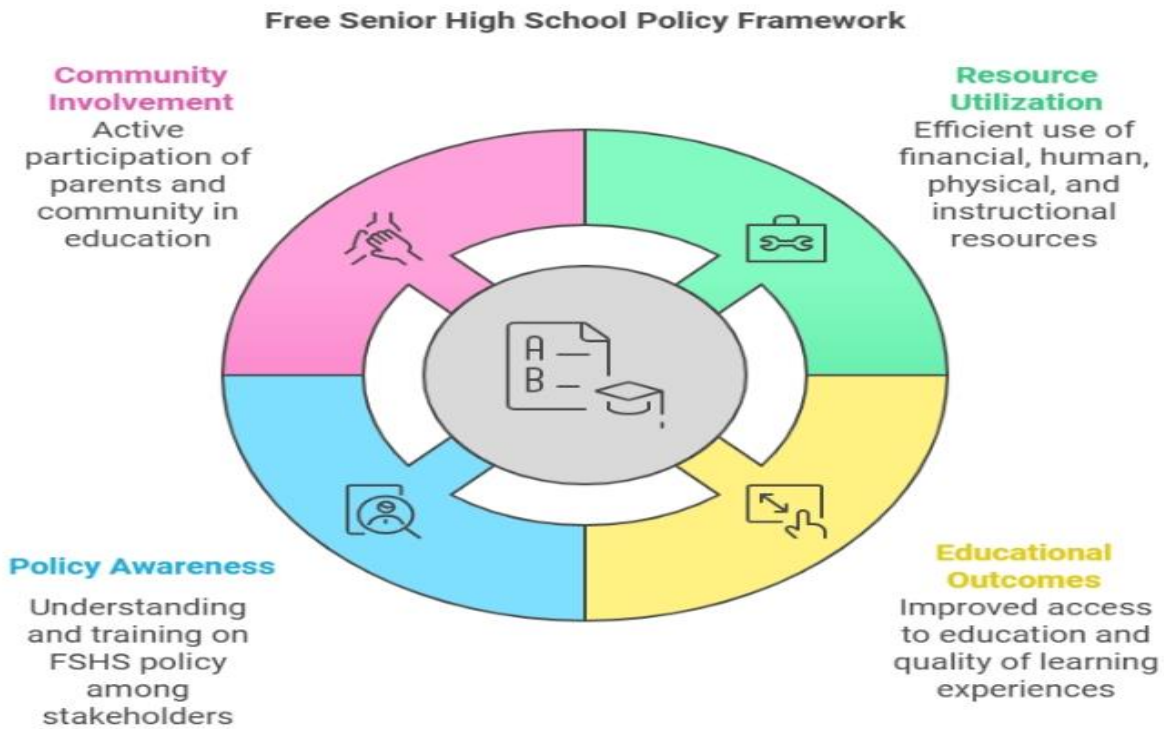 Free Senior High School Policy Framework
Community
Involvement
Active
participation of
parents and
community in
education
Resource
Utilization
Efficient use of
financial, human,
physical, and
instructional
resources
A
B
Policy Awareness
Understanding
and training on
FSHS policy
among
stakeholders
Educational
Outcomes
Improved access
to education and
quality of learning
experiences